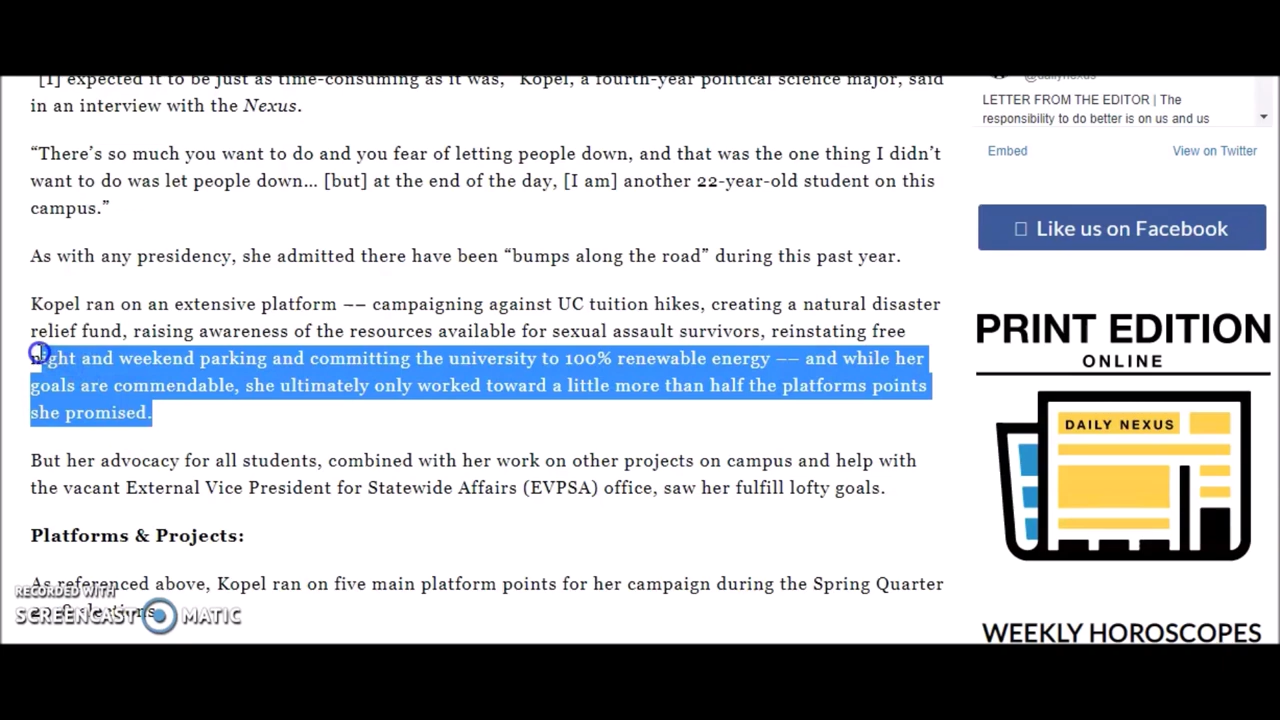 "[I] expected it to be just as time-consuming as it was," Kopel, a fourth-year political science major, said
in an interview with the Nexus.
“There’s so much you want to do and you fear of letting people down, and that was the one thing I didn’t
want to do was let people down... [but] at the end of the day, [I am] another 22-year-old student on this
campus.”
As with any presidency, she admitted there have been “bumps along the road” during this past year.
Kopel ran on an extensive platform –– campaigning against UC tuition hikes, creating a natural disaster
relief fund, raising awareness of the resources available for sexual assault survivors, reinstating free
night and weekend parking and committing the university to 100% renewable energy –– and while her
goals are commendable, she ultimately only worked toward a little more than half the platforms points
she promised.
But her advocacy for all students, combined with her work on other projects on campus and help with
the vacant External Vice President for Statewide Affairs (EVPSA) office, saw her fulfill lofty goals.
Platforms & Projects:
As referenced above, Kopel ran on five main platform points for her campaign during the Spring Quarter
elections.
RECORDED WITH
SCREENCAST MATIC
@dailynexus
LETTER FROM THE EDITOR | The
responsibility to do better is on us and us
Embed
View on Twitter
Like us on Facebook
PRINT EDITION
ONLINE
DAILY NEXUS
WEEKLY HOROSCOPES